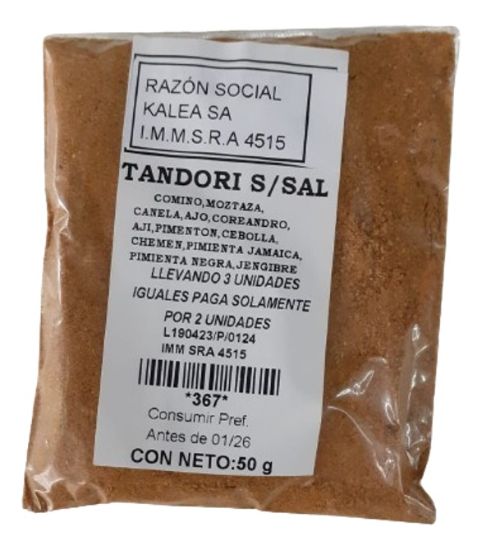 RAZÓN SOCIAL
KALEA SA
I.M.M.S.R.A 4515
TANDORI S/SAL
COMINO,MOZTAZA,
CANELA,AJO,COREANDRO,
AJI,PIMENTON,CEBOLLA,
CHEMEN,PIMIENTA JAMAICA,
PIMIENTA NEGRA,JENGIBRE
LLEVANDO 3 UNIDADES
IGUALES PAGA SOLAMENTE
POR 2 UNIDADES
L190423/P/0124
IMM SRA 4515
*367*
Consumir Pref.
Antes de 01/26
CON NETO:50 g